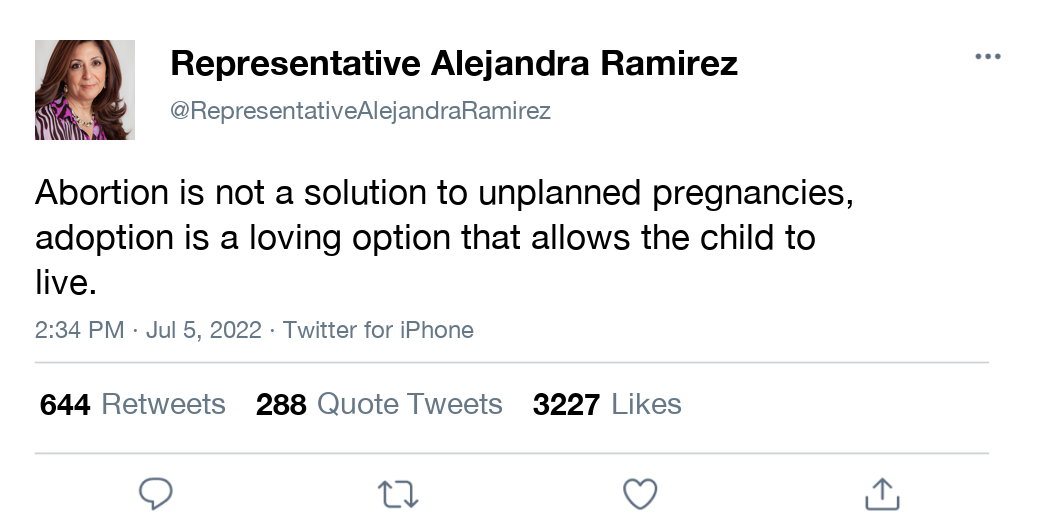 Representative Alejandra Ramirez
@RepresentativeAlejandraRamirez
Abortion is not a solution to unplanned pregnancies,
adoption is a loving option that allows the child to
live.
2:34 PM · Jul 5, 2022 · Twitter for iPhone
644 Retweets 288 Quote Tweets 3227 Likes